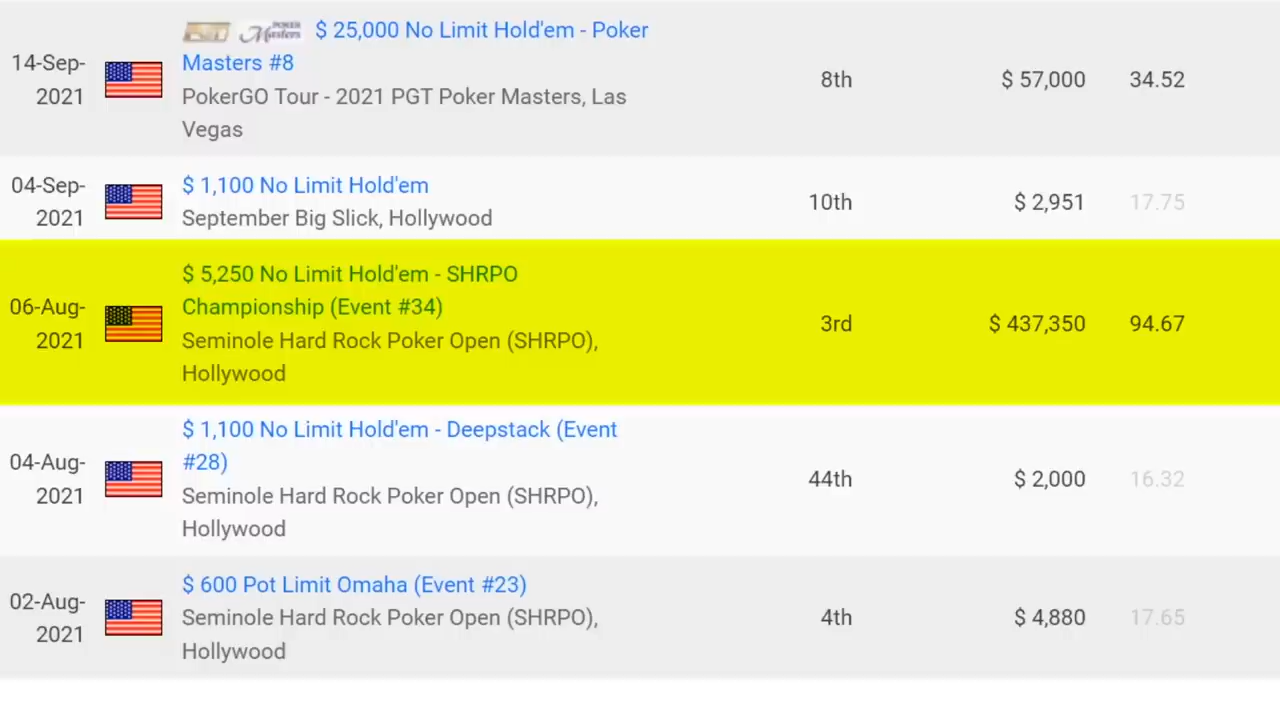 $ 25,000 No Limit Hold'em - Poker
Masters #8
PokerGO Tour - 2021 PGT Poker Masters, Las
Vegas
14-Sep-
2021
8th
$ 57,000
34.52
$ 1,100 No Limit Hold'em
September Big Slick, Hollywood
04-Sep-
2021
10th
$ 2,951
17.75
$ 5,250 No Limit Hold'em - SHRPO
Championship (Event #34)
Seminole Hard Rock Poker Open (SHRPO),
Hollywood
06-Aug-
2021
3rd
$ 437,350
94.67
$ 1,100 No Limit Hold'em - Deepstack (Event
#28)
Seminole Hard Rock Poker Open (SHRPO),
Hollywood
04-Aug-
2021
44th
$ 2,000
16.32
$ 600 Pot Limit Omaha (Event #23)
Seminole Hard Rock Poker Open (SHRPO),
Hollywood
02-Aug-
2021
4th
$ 4,880
17.65